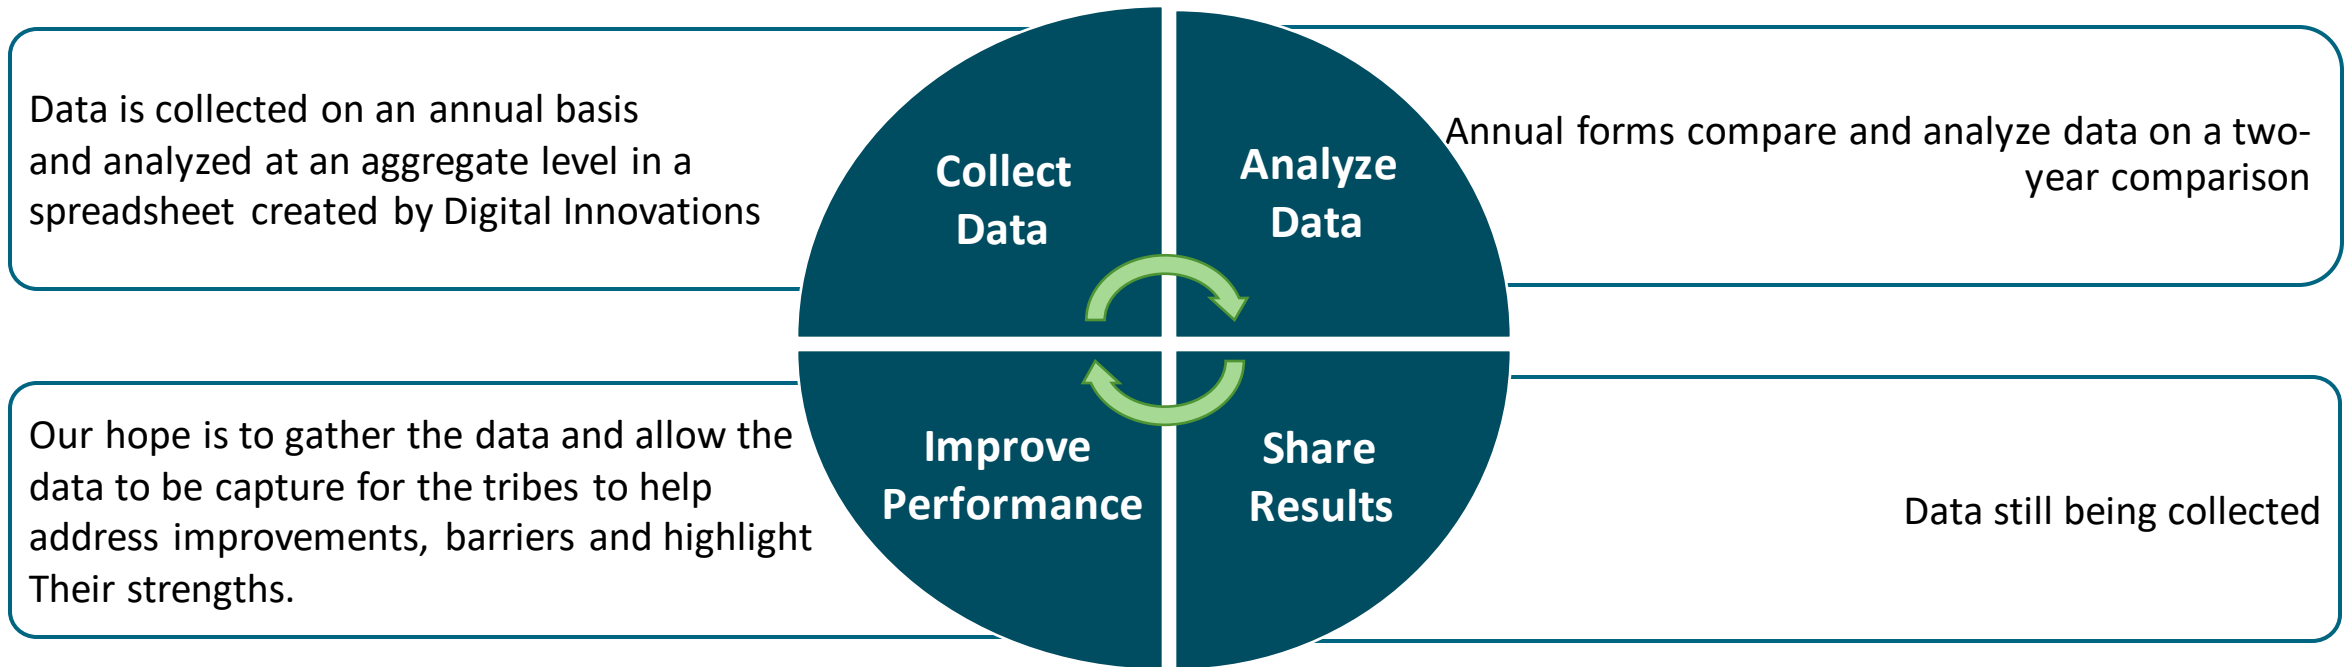 Data is collected on an annual basis
and analyzed at an aggregate level in a
spreadsheet created by Digital Innovations
Collect
Data
Analyze
Data
Annual forms compare and analyze data on a two-
year comparison
Our hope is to gather the data and allow the
data to be capture for the tribes to help
address improvements, barriers and highlight
Their strengths.
Improve
Performance
Share
Results
Data still being collected